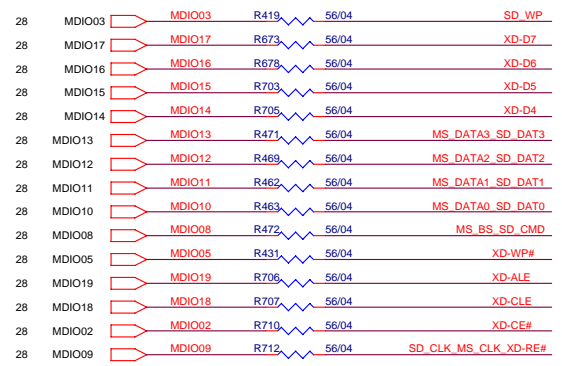 28 MDIO03 MDIO03 R419 56/04 SD_WP
28 MDIO17 MDIO17 R673 56/04 XD-D7
28 MDIO16 MDIO16 R678 56/04 XD-D6
28 MDIO15 MDIO15 R703 56/04 XD-D5
28 MDIO14 MDIO14 R705 56/04 XD-D4
28 MDIO13 MDIO13 R471 56/04 MS_DATA3_SD_DAT3
28 MDIO12 MDIO12 R469 56/04 MS_DATA2_SD_DAT2
28 MDIO11 MDIO11 R462 56/04 MS_DATA1_SD_DAT1
28 MDIO10 MDIO10 R463 56/04 MS_DATA0_SD_DAT0
28 MDIO08 MDIO08 R472 56/04 MS_BS_SD_CMD
28 MDIO05 MDIO05 R431 56/04 XD-WP#
28 MDIO19 MDIO19 R706 56/04 XD-ALE
28 MDIO18 MDIO18 R707 56/04 XD-CLE
28 MDIO02 MDIO02 R710 56/04 XD-CE#
28 MDIO09 MDIO09 R712 56/04 SD_CLK_MS_CLK_XD-RE#